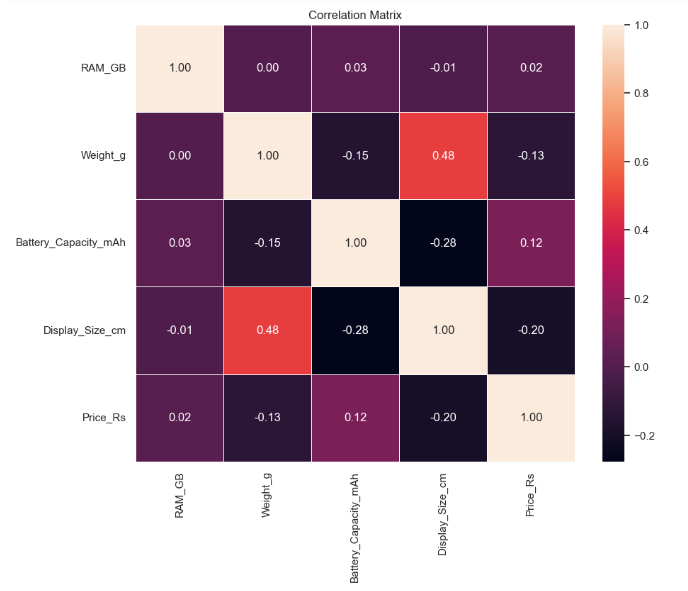 Correlation Matrix
RAM_GB 1.00 0.00 0.03 -0.01 0.02
Weight_g 0.00 1.00 -0.15 0.48 -0.13
Battery_Capacity_mAh 0.03 -0.15 1.00 -0.28 0.12
Display_Size_cm -0.01 0.48 -0.28 1.00 -0.20
Price_Rs 0.02 -0.13 0.12 -0.20 1.00
RAM_GB
Weight_g
Battery_Capacity_mAh
Display_Size_cm
Price_Rs
1.0
0.8
0.6
0.4
0.2
0.0
−0.2